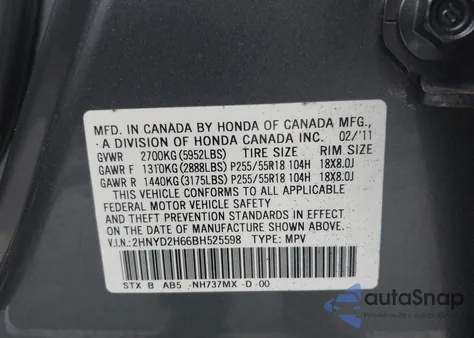 MFD. IN CANADA BY HONDA OF CANADA MFG.,
A DIVISION OF HONDA CANADA INC. 02/'11
GVWR 2700KG(5952LBS) TIRE SIZE RIM SIZE
GAWR F 1310KG(2888LBS) P255/55R18 104H 18X8.0J
GAWR R 1440KG(3175LBS) P255/55R18 104H 18X8.0J
THIS VEHICLE CONFORMS TO ALL APPLICABLE
FEDERAL MOTOR VEHICLE SAFETY
AND THEFT PREVENTION STANDARDS IN EFFECT
ON THE DATE OF MANUFACTURE SHOWN ABOVE.
V.I.N.:2HNYD2H66BH525598 TYPE: MPV
STX B AB5 -NH737MX -D -00
autoSnap